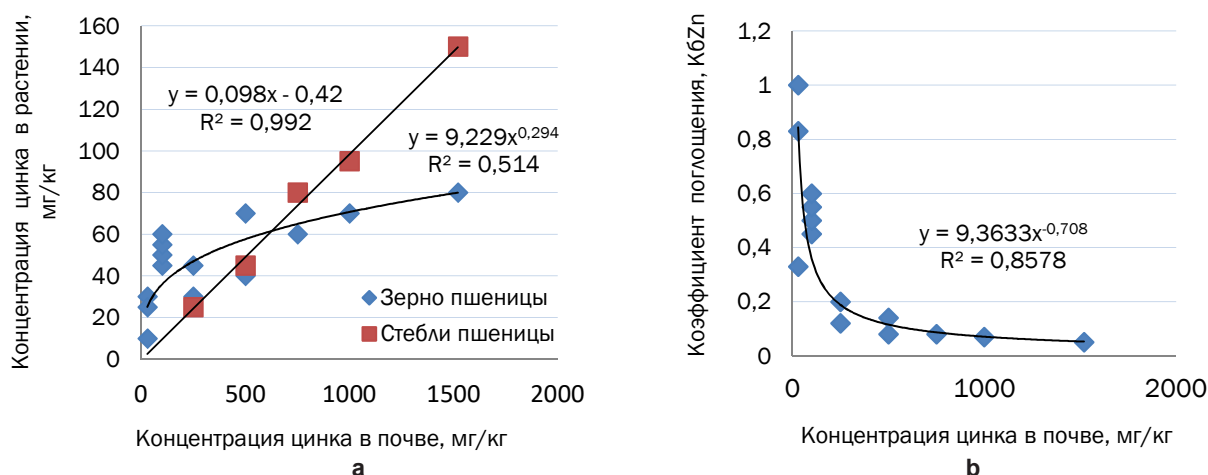 Концентрация цинка в растении, мг/кг
160
140
120
100
80
60
40
20
0
y = 0,098x - 0,42
R² = 0,992
y = 9,229x^0,294
R² = 0,514
Зерно пшеницы
Стебли пшеницы
0 500 1000 1500 2000
Концентрация цинка в почве, мг/кг
a
Коэффициент поглощения, КбZn
1,2
1
0,8
0,6
0,4
0,2
0
y = 9,3633x^-0,708
R² = 0,8578
0 1000 2000
Концентрация цинка в почве, мг/кг
b